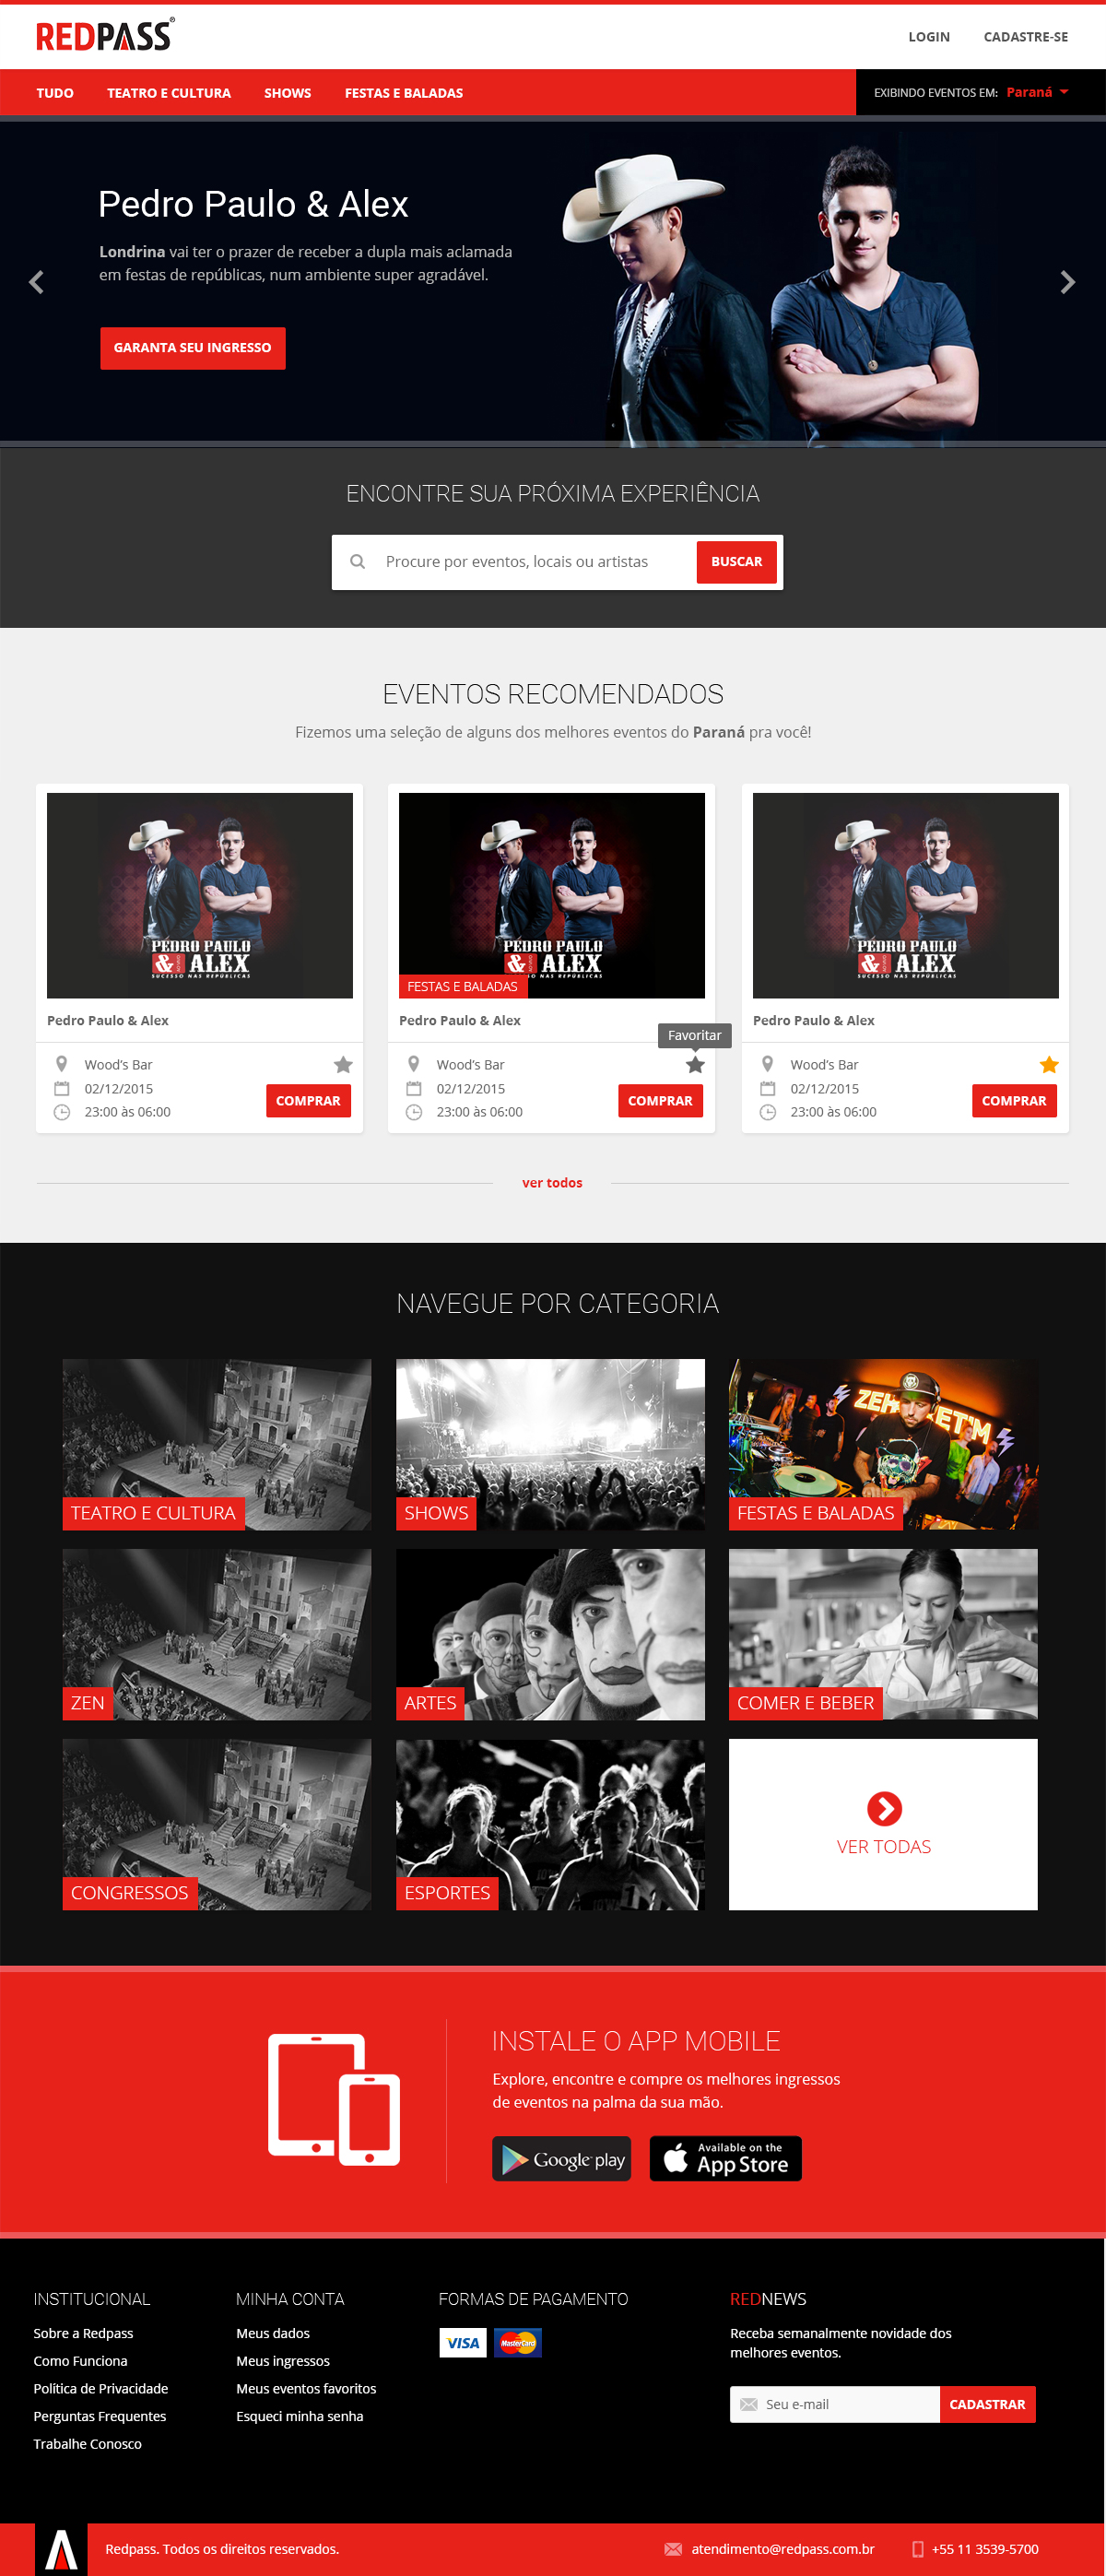 REDPASS®
LOGIN CADASTRE-SE
TUDO TEATRO E CULTURA SHOWS FESTAS E BALADAS
EXIBINDO EVENTOS EM: Paraná
Pedro Paulo & Alex
Londrina vai ter o prazer de receber a dupla mais aclamada
em festas de repúblicas, num ambiente super agradável.
GARANTA SEU INGRESSO
ENCONTRE SUA PRÓXIMA EXPERIÊNCIA
Procure por eventos, locais ou artistas
BUSCAR
EVENTOS RECOMENDADOS
Fizemos uma seleção de alguns dos melhores eventos do Paraná pra você!
PEDRO PAULO
& ALEX
SUCESSO NAS REPÚBLICAS
Pedro Paulo & Alex
Wood's Bar
02/12/2015
23:00 às 06:00
COMPRAR
PEDRO PAULO
& ALEX
SUCESSO NAS REPÚBLICAS
FESTAS E BALADAS
Pedro Paulo & Alex
Favoritar
Wood's Bar
02/12/2015
23:00 às 06:00
COMPRAR
PEDRO PAULO
& ALEX
SUCESSO NAS REPÚBLICAS
Pedro Paulo & Alex
Wood's Bar
02/12/2015
23:00 às 06:00
COMPRAR
ver todos
NAVEGUE POR CATEGORIA
TEATRO E CULTURA
SHOWS
FESTAS E BALADAS
ZEN
ARTES
COMER E BEBER
CONGRESSOS
ESPORTES
VER TODAS
INSTALE O APP MOBILE
Explore, encontre e compre os melhores ingressos
de eventos na palma da sua mão.
Google play
Available on the
App Store
INSTITUCIONAL
Sobre a Redpass
Como Funciona
Política de Privacidade
Perguntas Frequentes
Trabalhe Conosco
MINHA CONTA
Meus dados
Meus ingressos
Meus eventos favoritos
Esqueci minha senha
FORMAS DE PAGAMENTO
VISA
MasterCard
REDNEWS
Receba semanalmente novidade dos
melhores eventos.
Seu e-mail
CADASTRAR
Redpass. Todos os direitos reservados.
atendimento@redpass.com.br
+55 11 3539-5700